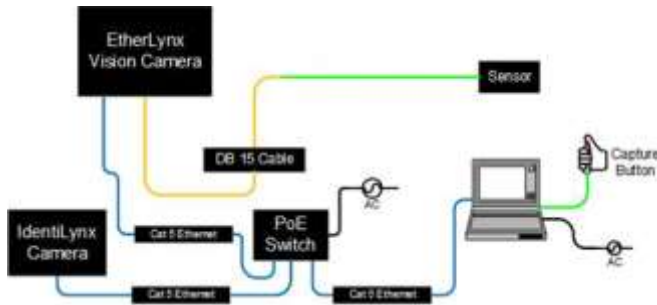 EtherLynx
Vision Camera
Sensor
DB 15 Cable
Capture
Button
IdentiLynx
Camera
Cat 5 Ethernet
PoE
Switch
AC
Cat 5 Ethernet
Cat 5 Ethernet
AC